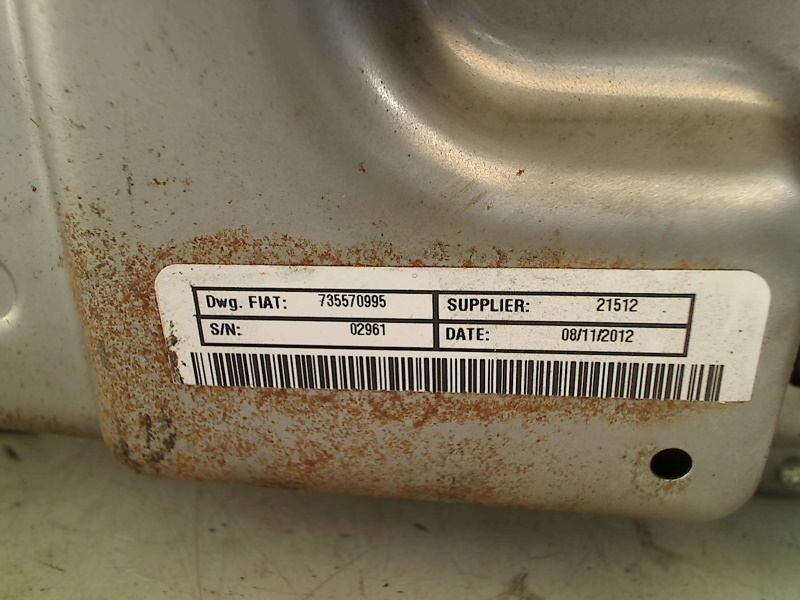 Dwg. FIAT: 735570995 SUPPLIER: 21512
S/N: 02961 DATE: 08/11/2012